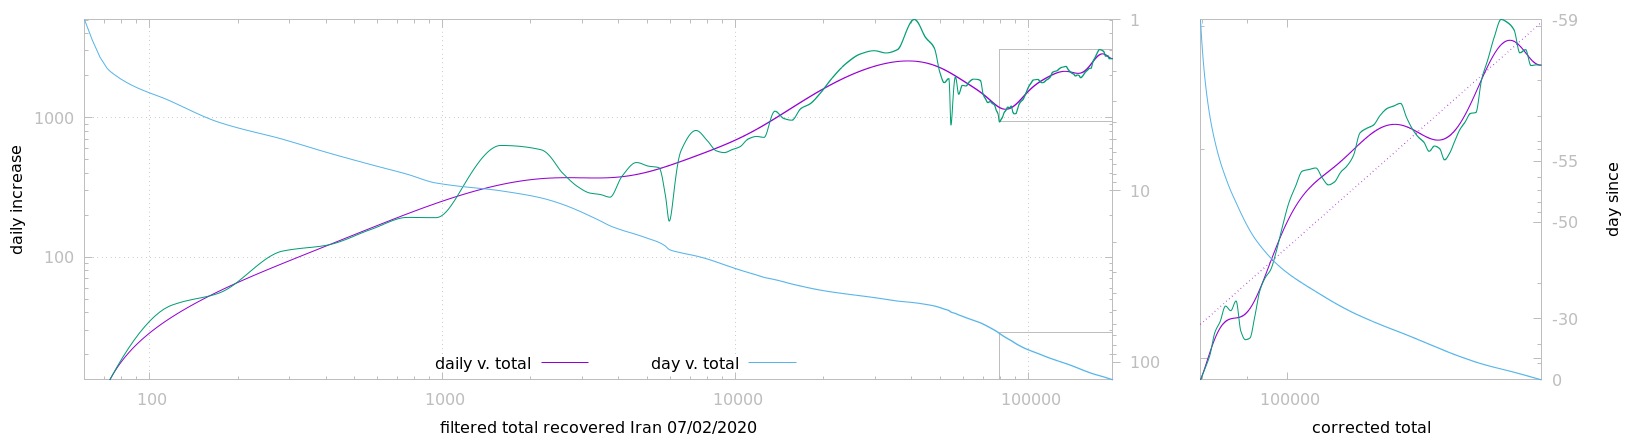 daily increase
1000
100
daily v. total
day v. total
100
1000
10000
100000
filtered total recovered Iran 07/02/2020
1
10
100
100000
corrected total
-59
-55
-50
-30
0
day since